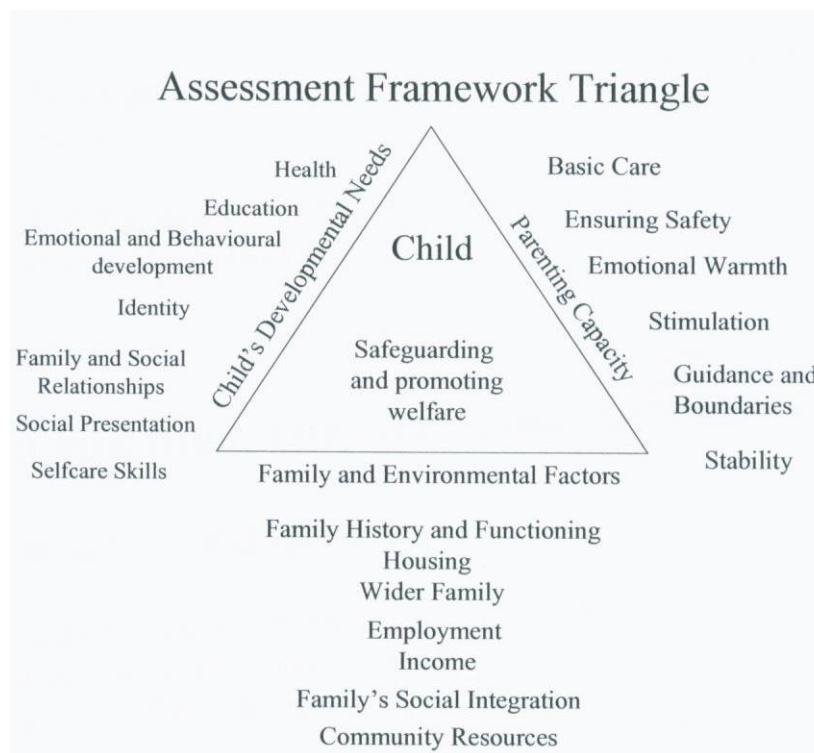 Assessment Framework Triangle
Health
Education
Emotional and Behavioural
development
Identity
Family and Social
Relationships
Social Presentation
Selfcare Skills
Child's Developmental Needs
Child
Safeguarding
and promoting
welfare
Parenting Capacity
Basic Care
Ensuring Safety
Emotional Warmth
Stimulation
Guidance and
Boundaries
Stability
Family and Environmental Factors
Family History and Functioning
Housing
Wider Family
Employment
Income
Family's Social Integration
Community Resources